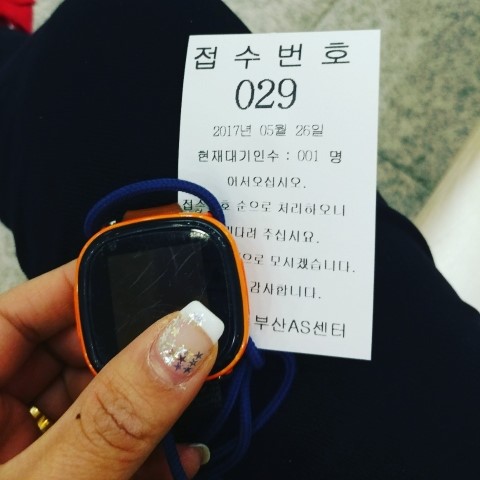 접수번호
029
2017년 05월 26일
현재대기인수 : 001 명
어서오십시오.
순으로 처리하오니
주십시요.
모시겠습니다.
감사합니다.
부산AS센터